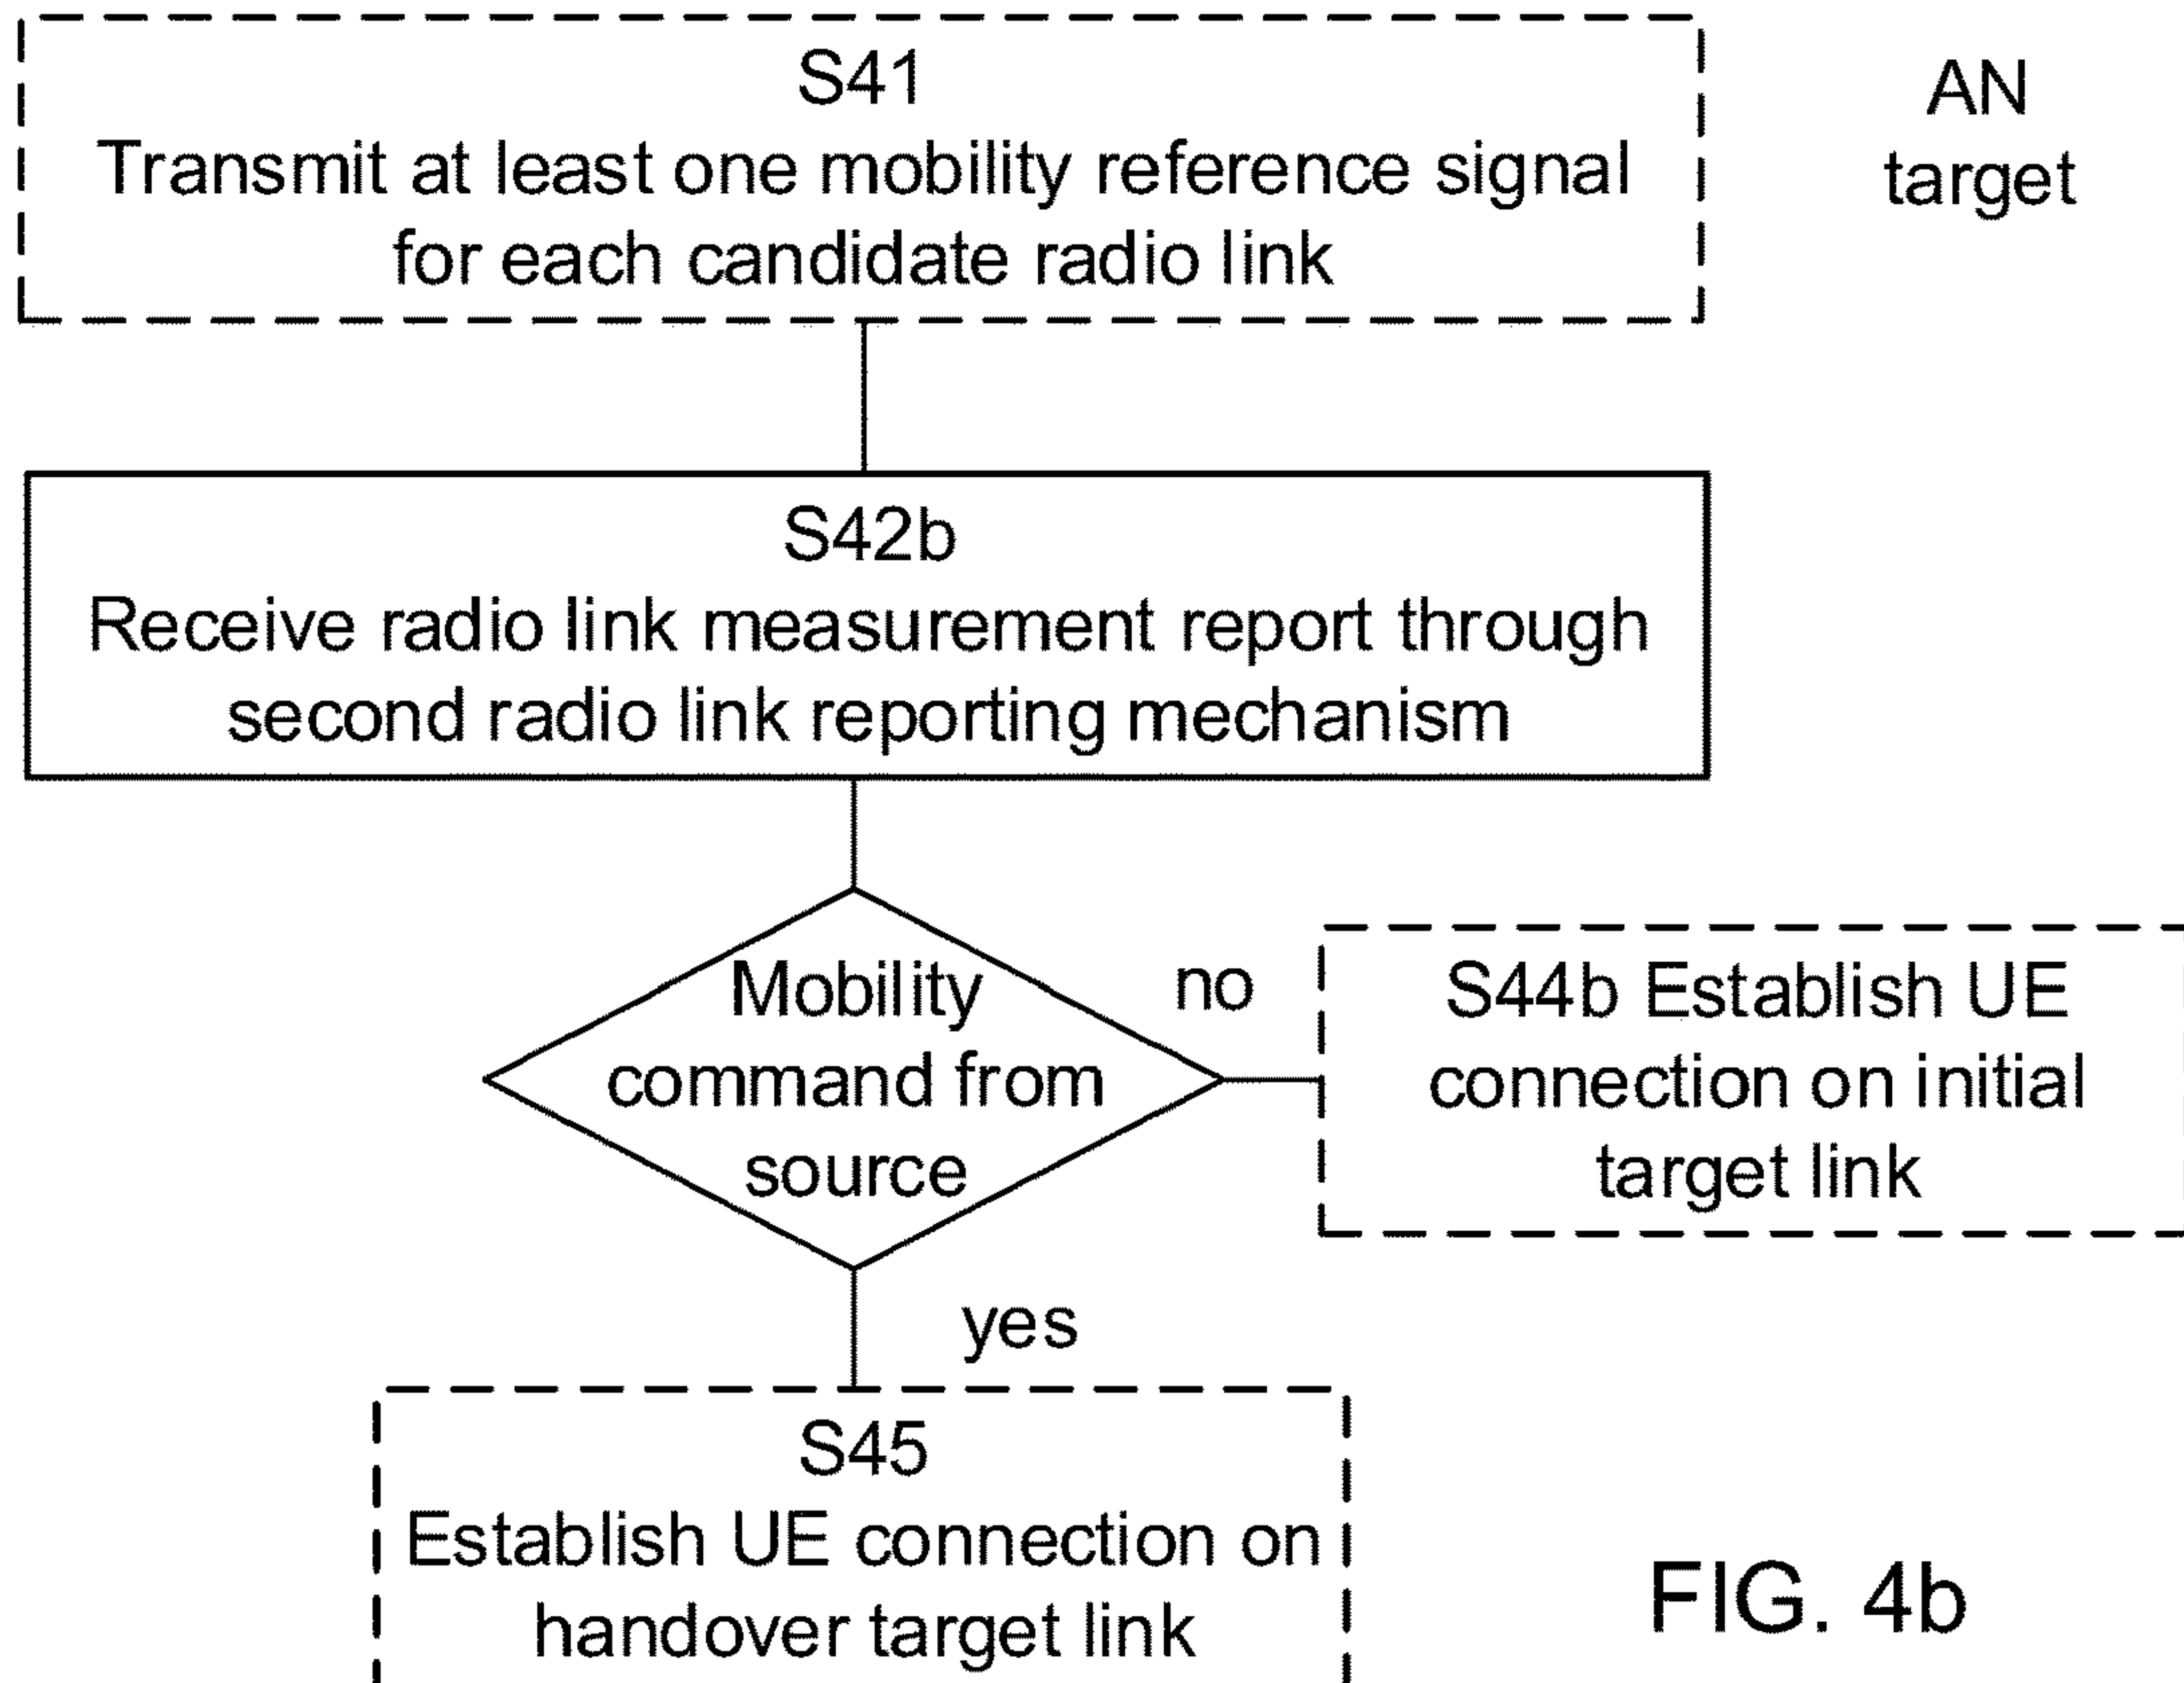 S41
Transmit at least one mobility reference signal
for each candidate radio link
AN
target
S42b
Receive radio link measurement report through
second radio link reporting mechanism
Mobility
command from
source
no
S44b Establish UE
connection on initial
target link
yes
S45
Establish UE connection on
handover target link
FIG. 4b